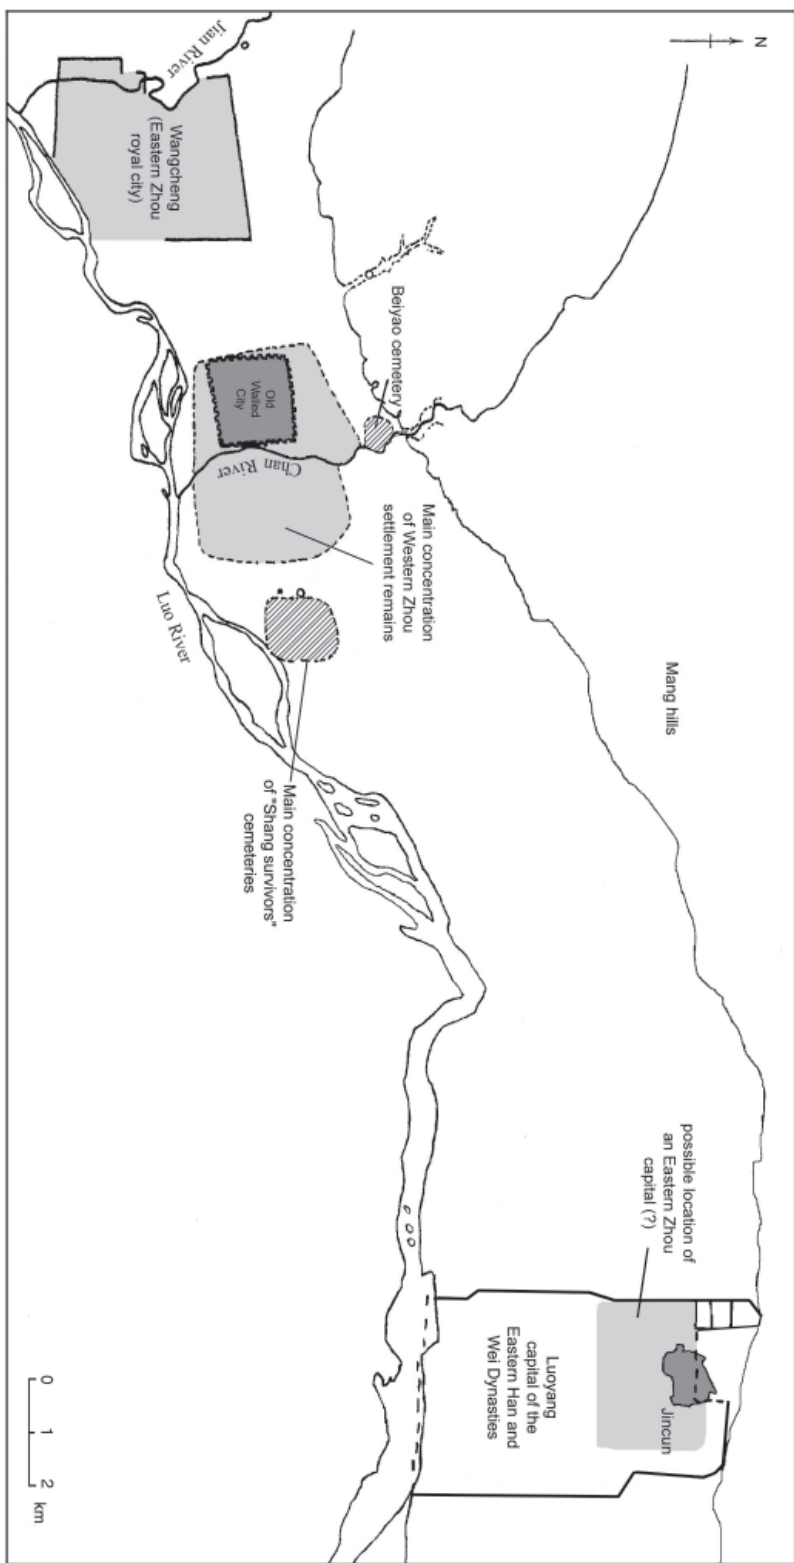 N
Jian River
Wangcheng
(Eastern Zhou
royal city)
Beiyao cemetery
Old
Walled
City
Chan River
Main concentration
of Western Zhou
settlement remains
Luo River
Mang hills
Main concentration
of "Shang survivors"
cemeteries
possible location of
an Eastern Zhou
capital (?)
Luoyang
capital of the
Eastern Han and
Wei Dynasties
Jincun
0 1 2
km